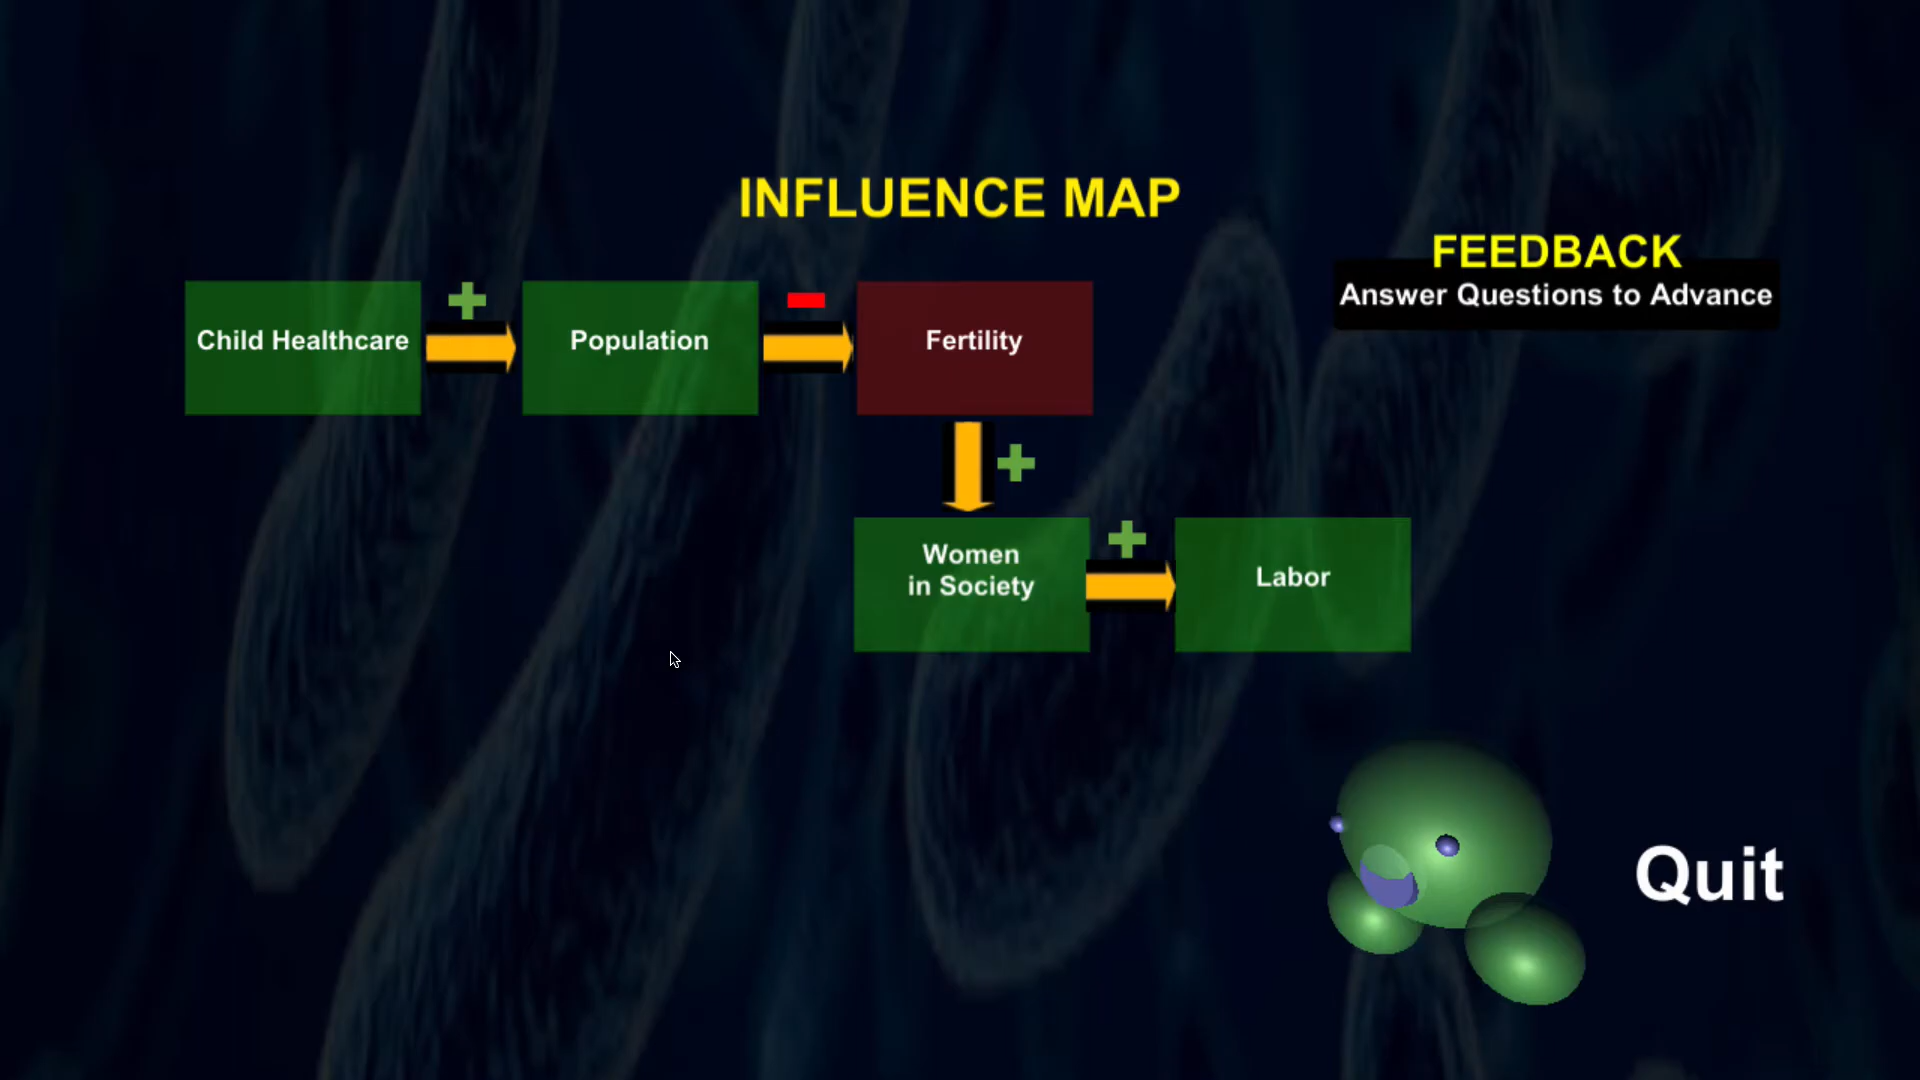 INFLUENCE MAP
FEEDBACK
Answer Questions to Advance
Child Healthcare
Population
Fertility
Women
in Society
Labor
Quit